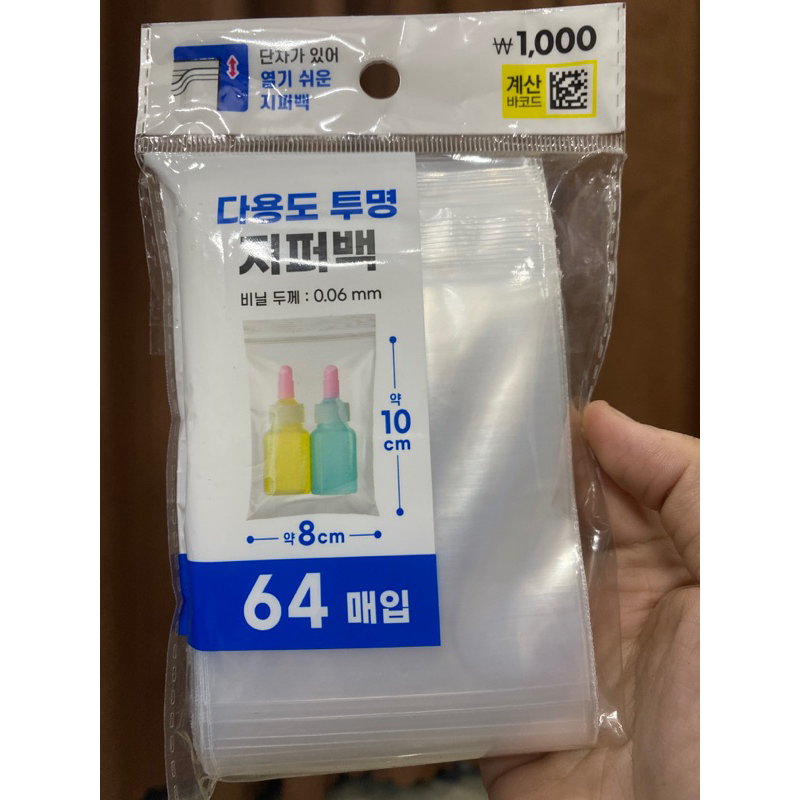 단차가 있어
열기 쉬운
지퍼백
₩1,000
계산
바코드
다용도 투명
지퍼백
비닐 두께 : 0.06 mm
약
10
cm
약 8cm
64 매입